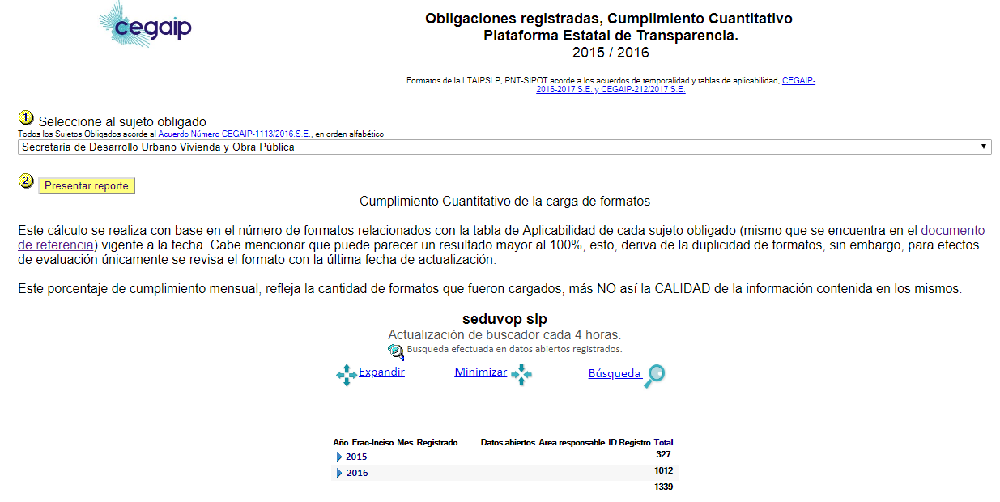 cegaip
Obligaciones registradas, Cumplimiento Cuantitativo
Plataforma Estatal de Transparencia.
2015 / 2016
Formatos de la LTAIPSLP, PNT-SIPOT acorde a los acuerdos de temporalidad y tablas de aplicabilidad, CEGAIP-
2016-2017 S.E. y CEGAIP-212/2017 S.E.
1 Seleccione al sujeto obligado
Todos los Sujetos Obligados acorde al Acuerdo Número CEGAIP-1113/2016.S.E., en orden alfabético
Secretaria de Desarrollo Urbano Vivienda y Obra Pública
2 Presentar reporte
Cumplimiento Cuantitativo de la carga de formatos
Este cálculo se realiza con base en el número de formatos relacionados con la tabla de Aplicabilidad de cada sujeto obligado (mismo que se encuentra en el documento
de referencia) vigente a la fecha. Cabe mencionar que puede parecer un resultado mayor al 100%, esto, deriva de la duplicidad de formatos, sin embargo, para efectos
de evaluación únicamente se revisa el formato con la última fecha de actualización.
Este porcentaje de cumplimiento mensual, refleja la cantidad de formatos que fueron cargados, más NO así la CALIDAD de la información contenida en los mismos.
seduvop slp
Actualización de buscador cada 4 horas.
Busqueda efectuada en datos abiertos registrados.
Expandir Minimizar Búsqueda
Año Frac-Inciso Mes Registrado Datos abiertos Area responsable ID Registro Total
2015 327
2016 1012
1339